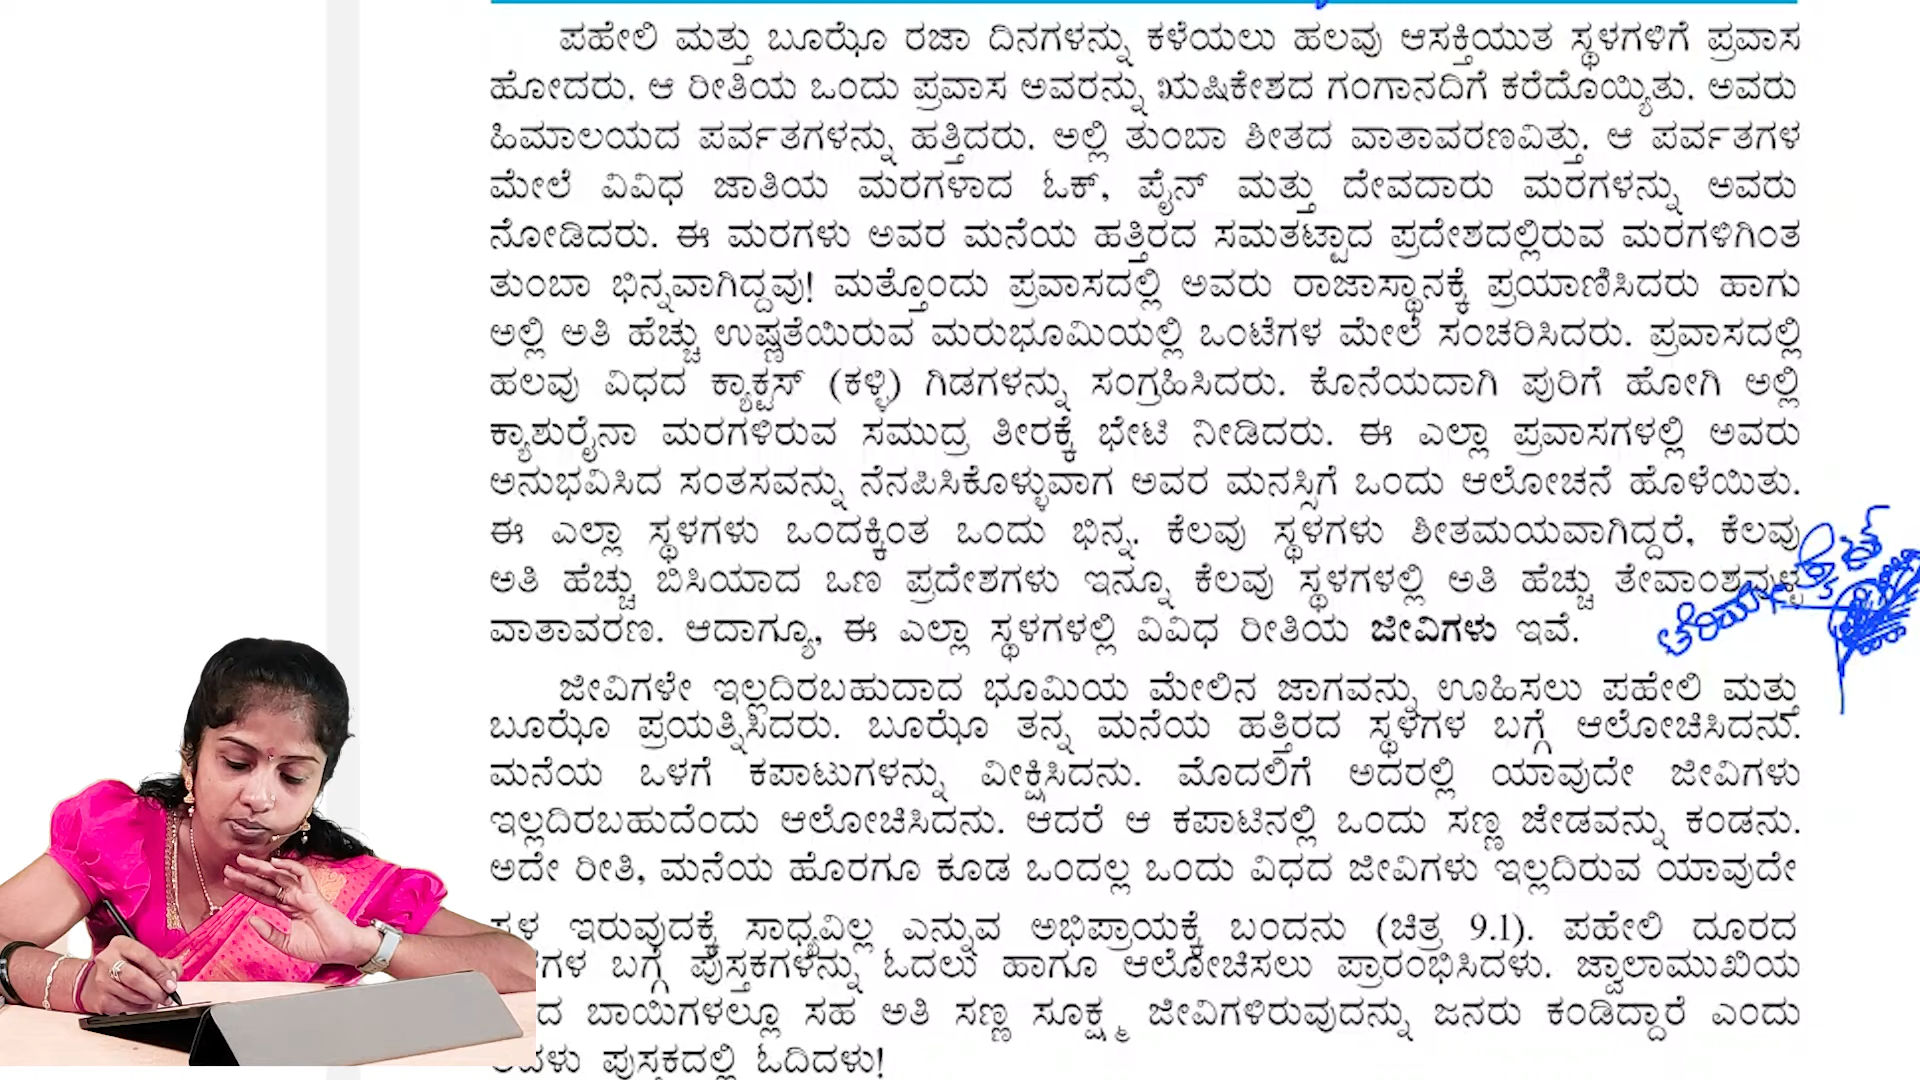 ಪಹೇಲಿ ಮತ್ತು ಬೂಝೊ ರಜಾ ದಿನಗಳನ್ನು ಕಳೆಯಲು ಹಲವು ಆಸಕ್ತಿಯುತ ಸ್ಥಳಗಳಿಗೆ ಪ್ರವಾಸ
ಹೋದರು. ಆ ರೀತಿಯ ಒಂದು ಪ್ರವಾಸ ಅವರನ್ನು ಋಷಿಕೇಶದ ಗಂಗಾನದಿಗೆ ಕರೆದೊಯ್ಯಿತು. ಅವರು
ಹಿಮಾಲಯದ ಪರ್ವತಗಳನ್ನು ಹತ್ತಿದರು. ಅಲ್ಲಿ ತುಂಬಾ ಶೀತದ ವಾತಾವರಣವಿತ್ತು. ಆ ಪರ್ವತಗಳ
ಮೇಲೆ ವಿವಿಧ ಜಾತಿಯ ಮರಗಳಾದ ಓಕ್, ಪೈನ್ ಮತ್ತು ದೇವದಾರು ಮರಗಳನ್ನು ಅವರು
ನೋಡಿದರು. ಈ ಮರಗಳು ಅವರ ಮನೆಯ ಹತ್ತಿರದ ಸಮತಟ್ಟಾದ ಪ್ರದೇಶದಲ್ಲಿರುವ ಮರಗಳಿಗಿಂತ
ತುಂಬಾ ಭಿನ್ನವಾಗಿದ್ದವು! ಮತ್ತೊಂದು ಪ್ರವಾಸದಲ್ಲಿ ಅವರು ರಾಜಾಸ್ಥಾನಕ್ಕೆ ಪ್ರಯಾಣಿಸಿದರು ಹಾಗು
ಅಲ್ಲಿ ಅತಿ ಹೆಚ್ಚು ಉಷ್ಣತೆಯಿರುವ ಮರುಭೂಮಿಯಲ್ಲಿ ಒಂಟೆಗಳ ಮೇಲೆ ಸಂಚರಿಸಿದರು. ಪ್ರವಾಸದಲ್ಲಿ
ಹಲವು ವಿಧದ ಕ್ಯಾಕ್ಟಸ್ (ಕಳ್ಳಿ) ಗಿಡಗಳನ್ನು ಸಂಗ್ರಹಿಸಿದರು. ಕೊನೆಯದಾಗಿ ಪುರಿಗೆ ಹೋಗಿ ಅಲ್ಲಿ
ಕ್ಯಾಶುರೈನಾ ಮರಗಳಿರುವ ಸಮುದ್ರ ತೀರಕ್ಕೆ ಭೇಟಿ ನೀಡಿದರು. ಈ ಎಲ್ಲಾ ಪ್ರವಾಸಗಳಲ್ಲಿ ಅವರು
ಅನುಭವಿಸಿದ ಸಂತಸವನ್ನು ನೆನಪಿಸಿಕೊಳ್ಳುವಾಗ ಅವರ ಮನಸ್ಸಿಗೆ ಒಂದು ಆಲೋಚನೆ ಹೊಳೆಯಿತು.
ಈ ಎಲ್ಲಾ ಸ್ಥಳಗಳು ಒಂದಕ್ಕಿಂತ ಒಂದು ಭಿನ್ನ. ಕೆಲವು ಸ್ಥಳಗಳು ಶೀತಮಯವಾಗಿದ್ದರೆ, ಕೆಲವು
ಅತಿ ಹೆಚ್ಚು ಬಿಸಿಯಾದ ಒಣ ಪ್ರದೇಶಗಳು ಇನ್ನೂ ಕೆಲವು ಸ್ಥಳಗಳಲ್ಲಿ ಅತಿ ಹೆಚ್ಚು ತೇವಾಂಶವುಳ್ಳ
ವಾತಾವರಣ. ಆದಾಗ್ಯೂ, ಈ ಎಲ್ಲಾ ಸ್ಥಳಗಳಲ್ಲಿ ವಿವಿಧ ರೀತಿಯ ಜೀವಿಗಳು ಇವೆ.
ಜೀವಿಗಳೇ ಇಲ್ಲದಿರಬಹುದಾದ ಭೂಮಿಯ ಮೇಲಿನ ಜಾಗವನ್ನು ಊಹಿಸಲು ಪಹೇಲಿ ಮತ್ತು
ಬೂಝೊ ಪ್ರಯತ್ನಿಸಿದರು. ಬೂಝೊ ತನ್ನ ಮನೆಯ ಹತ್ತಿರದ ಸ್ಥಳಗಳ ಬಗ್ಗೆ ಆಲೋಚಿಸಿದನು.
ಮನೆಯ ಒಳಗೆ ಕಪಾಟುಗಳನ್ನು ವೀಕ್ಷಿಸಿದನು. ಮೊದಲಿಗೆ ಅದರಲ್ಲಿ ಯಾವುದೇ ಜೀವಿಗಳು
ಇಲ್ಲದಿರಬಹುದೆಂದು ಆಲೋಚಿಸಿದನು. ಆದರೆ ಆ ಕಪಾಟಿನಲ್ಲಿ ಒಂದು ಸಣ್ಣ ಜೇಡವನ್ನು ಕಂಡನು.
ಅದೇ ರೀತಿ, ಮನೆಯ ಹೊರಗೂ ಕೂಡ ಒಂದಲ್ಲ ಒಂದು ವಿಧದ ಜೀವಿಗಳು ಇಲ್ಲದಿರುವ ಯಾವುದೇ
ಸ್ಥಳ ಇರುವುದಕ್ಕೆ ಸಾಧ್ಯವಿಲ್ಲ ಎನ್ನುವ ಅಭಿಪ್ರಾಯಕ್ಕೆ ಬಂದನು (ಚಿತ್ರ 9.1). ಪಹೇಲಿ ದೂರದ
ಗಳ ಬಗ್ಗೆ ಪುಸ್ತಕಗಳನ್ನು ಓದಲು ಹಾಗೂ ಆಲೋಚಿಸಲು ಪ್ರಾರಂಭಿಸಿದಳು. ಜ್ವಾಲಾಮುಖಿಯ
ದ ಬಾಯಿಗಳಲ್ಲೂ ಸಹ ಅತಿ ಸಣ್ಣ ಸೂಕ್ಷ್ಮ ಜೀವಿಗಳಿರುವುದನ್ನು ಜನರು ಕಂಡಿದ್ದಾರೆ ಎಂದು
ಪುಸ್ತಕದಲ್ಲಿ ಓದಿದಳು!